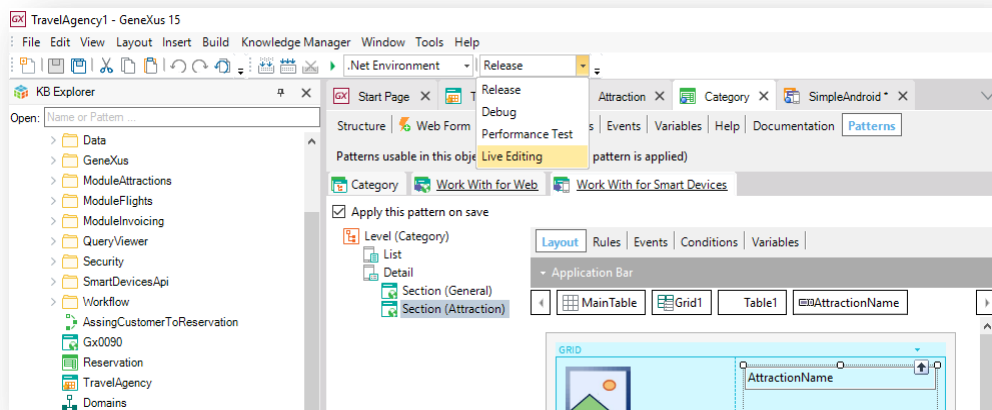 GX TravelAgency1 - GeneXus 15
File Edit View Layout Insert Build Knowledge Manager Window Tools Help
.Net Environment Release
Release
Debug
Performance Test
Live Editing
KB Explorer
Open: Name or Pattern ...
Data
GeneXus
ModuleAttractions
ModuleFlights
ModuleInvoicing
QueryViewer
Security
SmartDevicesApi
Workflow
AssingCustomerToReservation
Gx0090
Reservation
TravelAgency
Domains
GX Start Page T Attraction Category SimpleAndroid *
Structure Web Form s Events Variables Help Documentation Patterns
Patterns usable in this obje pattern is applied)
Category Work With for Web Work With for Smart Devices
Apply this pattern on save
Level (Category)
List
Detail
Section (General)
Section (Attraction)
Layout Rules Events Conditions Variables
Application Bar
MainTable Grid1 Table1 AttractionName
GRID
AttractionName